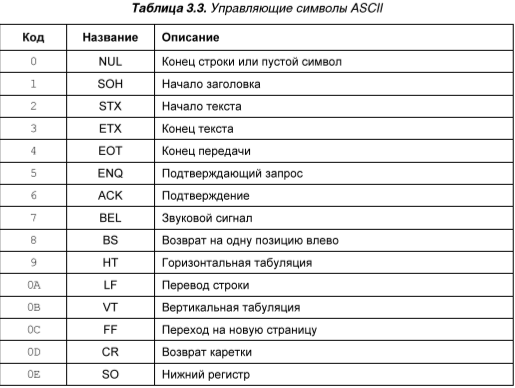 Таблица 3.3. Управляющие символы ASCII
Код Название Описание
0 NUL Конец строки или пустой символ
1 SOH Начало заголовка
2 STX Начало текста
3 ETX Конец текста
4 EOT Конец передачи
5 ENQ Подтверждающий запрос
6 ACK Подтверждение
7 BEL Звуковой сигнал
8 BS Возврат на одну позицию влево
9 HT Горизонтальная табуляция
0A LF Перевод строки
0B VT Вертикальная табуляция
0C FF Переход на новую страницу
0D CR Возврат каретки
0E SO Нижний регистр